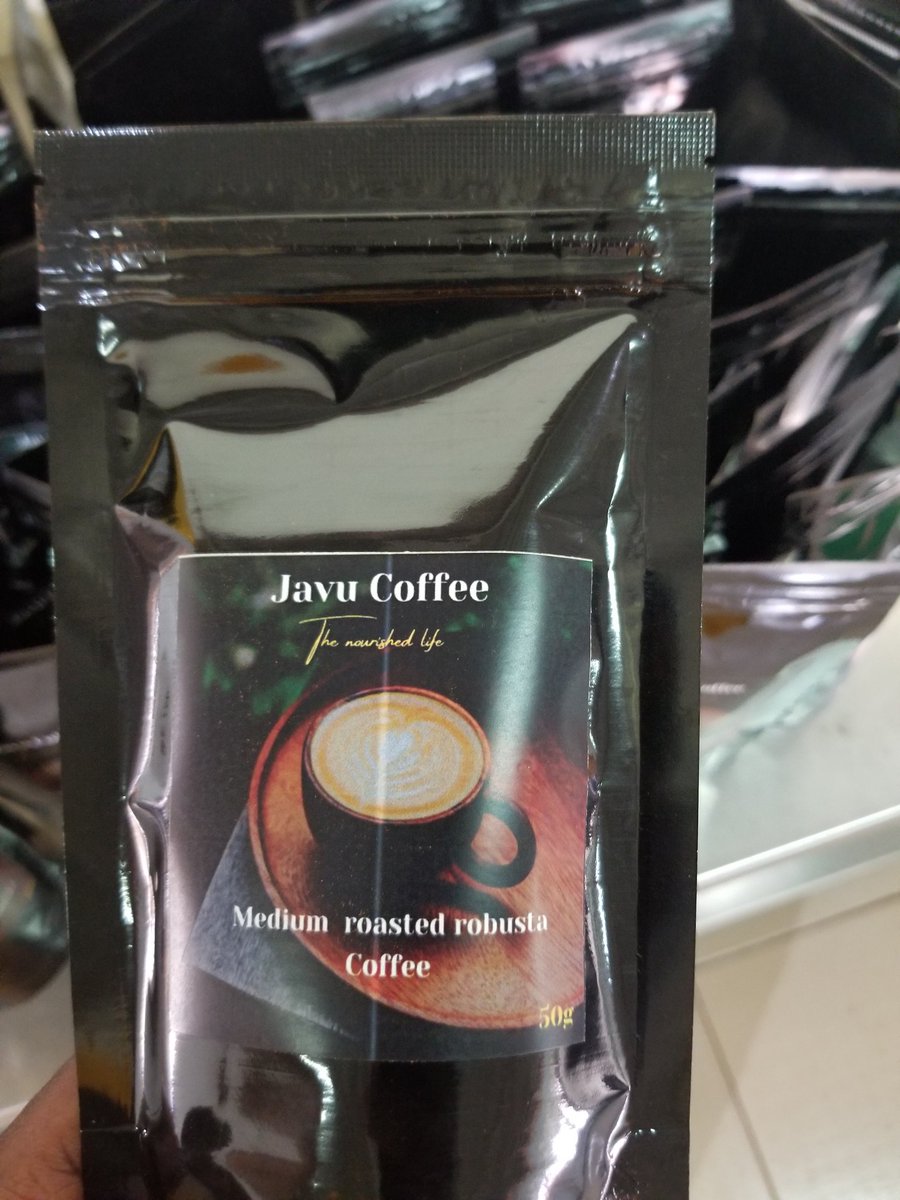 Javu Coffee
The nourished life
Medium roasted robusta
Coffee
50g